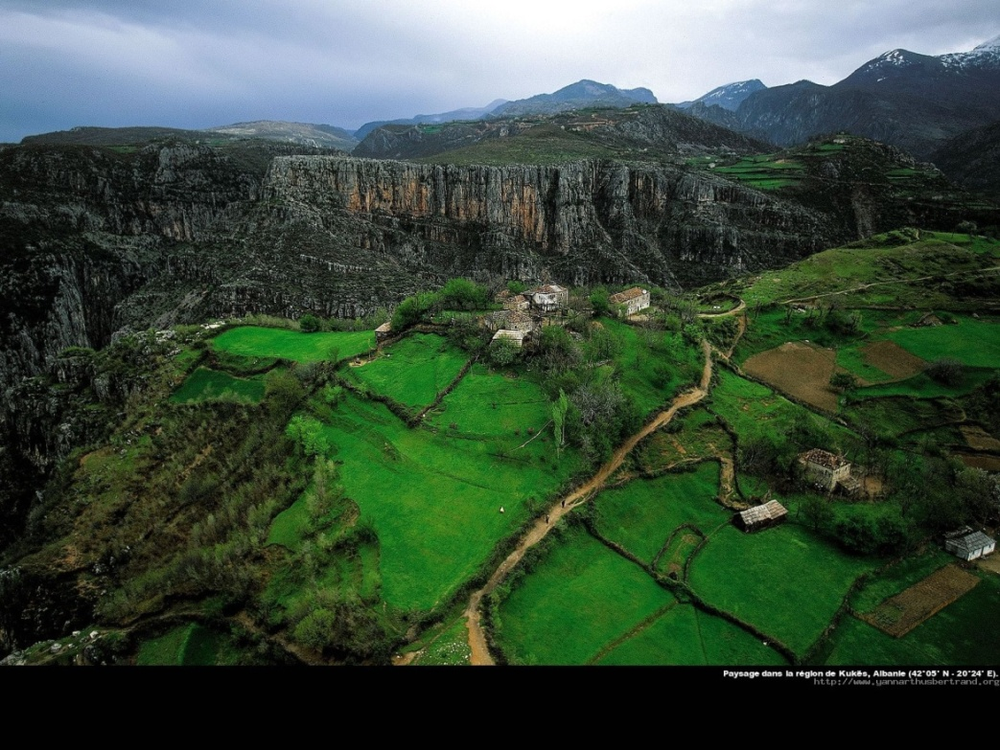 Paysage dans la région de Kukës, Albanie (42°05' N - 20°24' E).
http://www.yannarthusbertrand.org